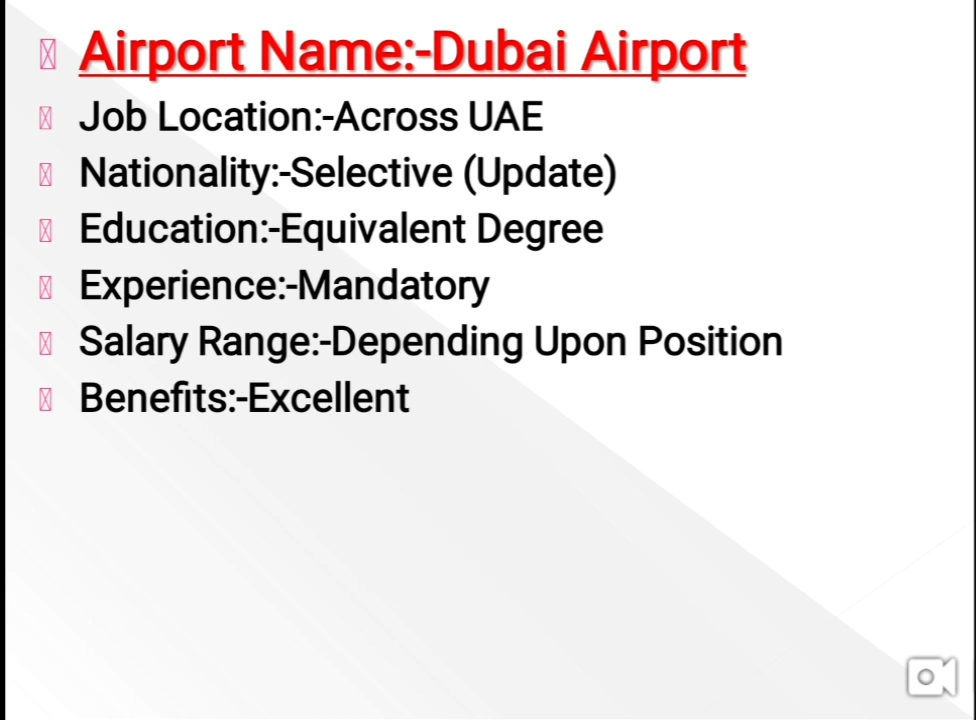 Airport Name:-Dubai Airport
Job Location:-Across UAE
Nationality:-Selective (Update)
Education:-Equivalent Degree
Experience:-Mandatory
Salary Range:-Depending Upon Position
Benefits:-Excellent